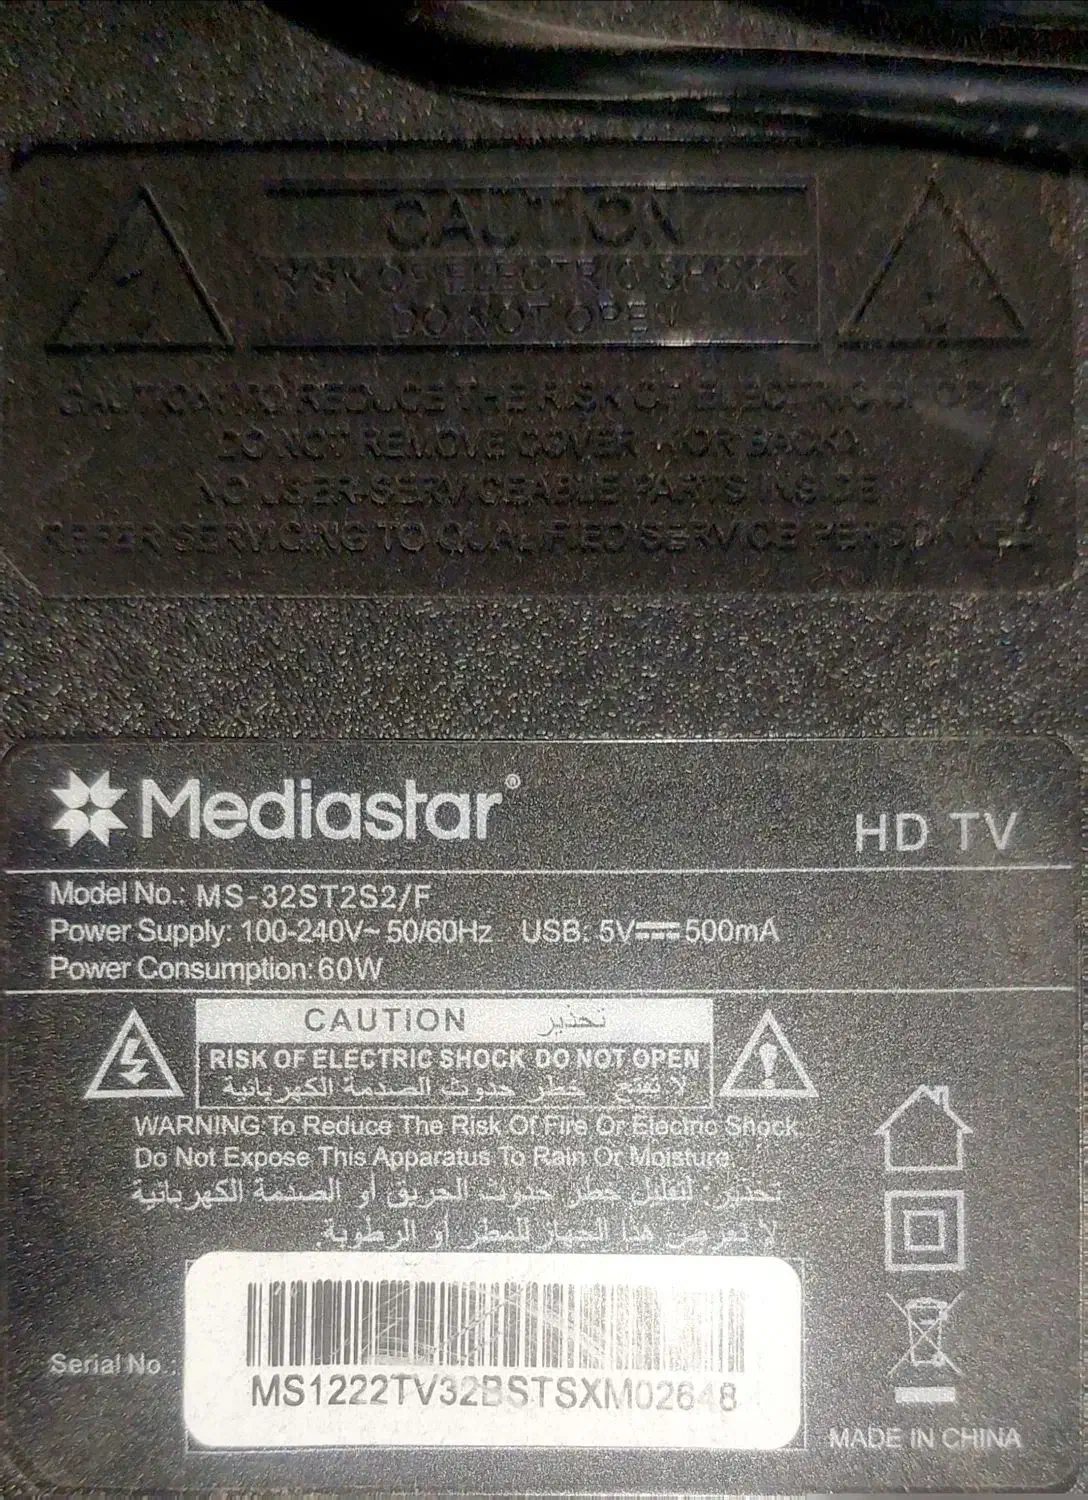 CAUTION
RISK OF ELECTRIC SHOCK
DO NOT OPEN
CAUTION TO REDUCE THE RISK OF ELECTRIC SHOCK
DO NOT REMOVE COVER (OR BACK)
NO USER-SERVICEABLE PARTS INSIDE
REFER SERVICING TO QUALIFIED SERVICE PERSONNEL
Mediastar®
HD TV
Model No.: MS-32ST2S2/F
Power Supply: 100-240V~ 50/60Hz USB: 5V⎓500mA
Power Consumption: 60W
CAUTION تحذير
RISK OF ELECTRIC SHOCK DO NOT OPEN
لا تفتح خطر حدوث الصدمة الكهربائية
WARNING: To Reduce The Risk Of Fire Or Electric Shock
Do Not Expose This Apparatus To Rain Or Moisture.
تحذير: لتقليل خطر حدوث الحريق أو الصدمة الكهربائية
لا تعرض هذا الجهاز للمطر أو الرطوبة.
Serial No :
MS1222TV32BSTSXM02648
MADE IN CHINA